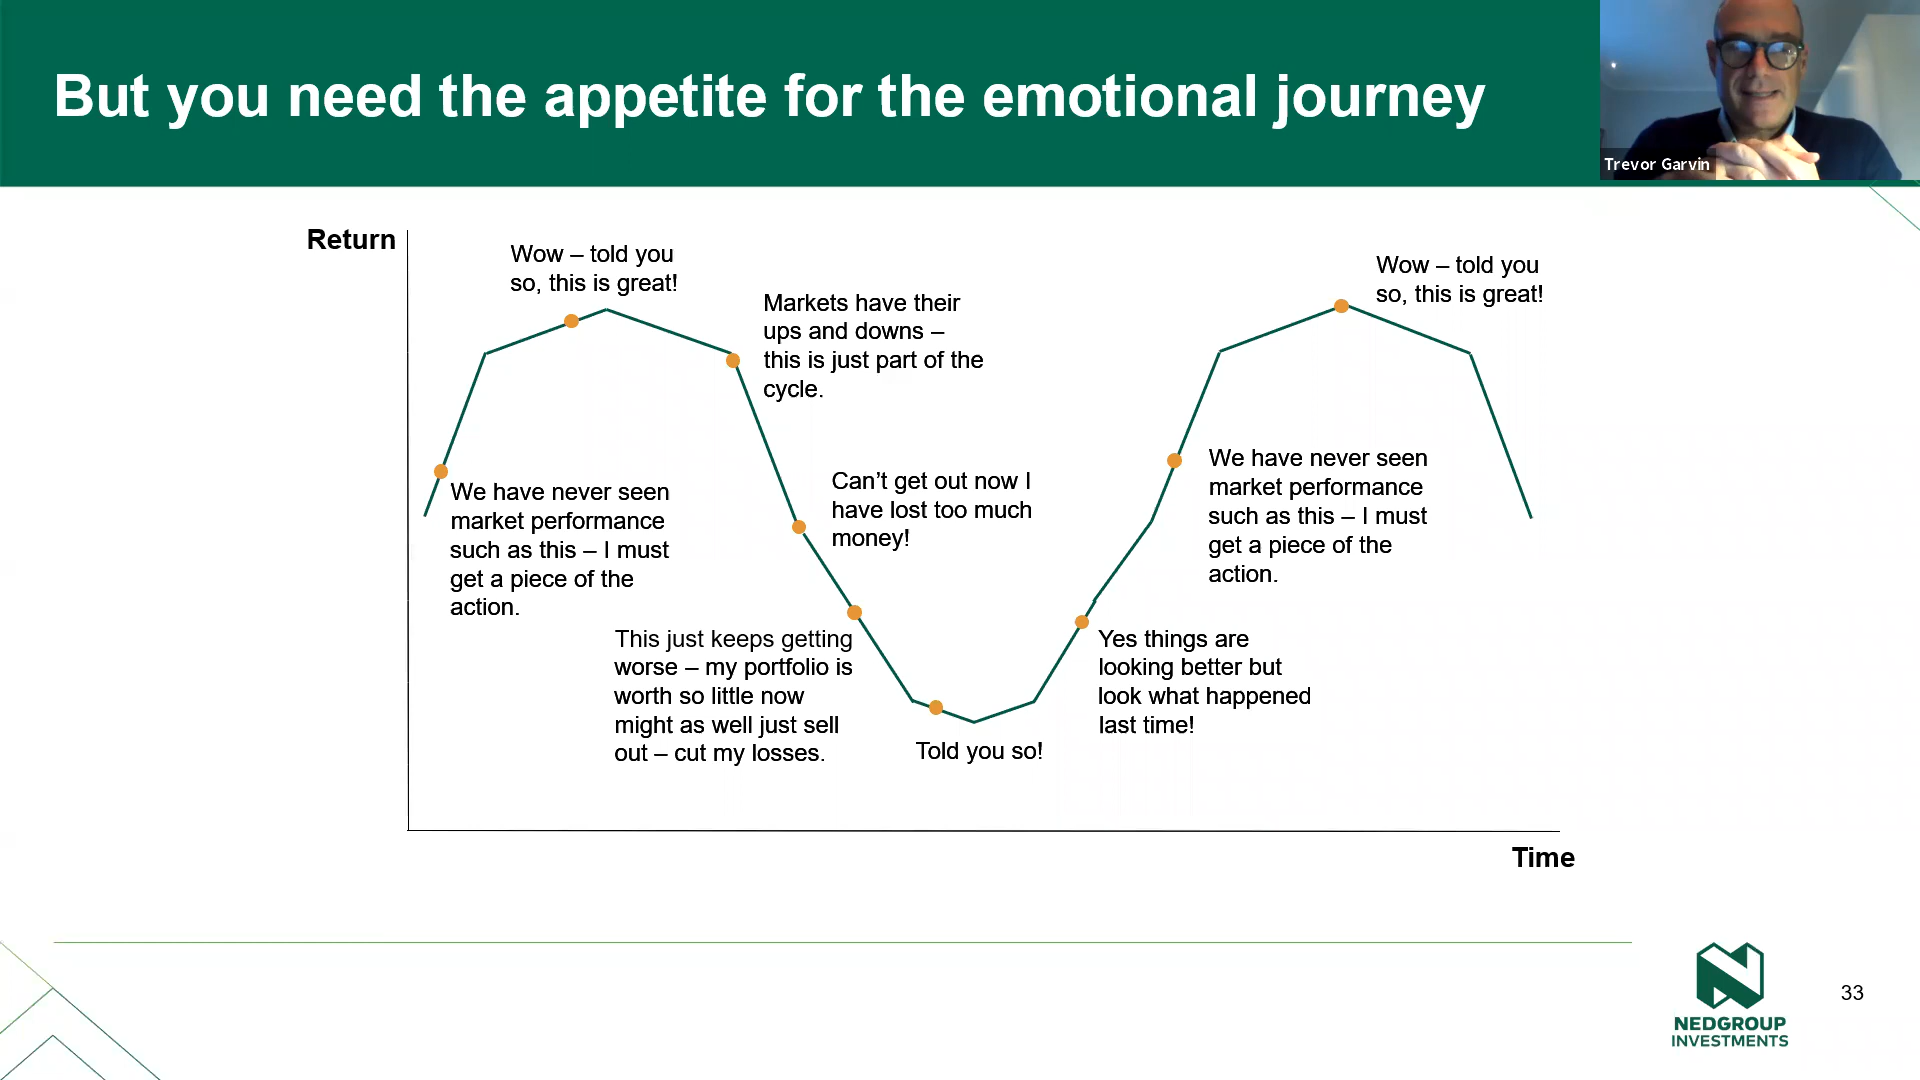 But you need the appetite for the emotional journey
Trevor Garvin
Return
Wow – told you
so, this is great!
Markets have their
ups and downs –
this is just part of the
cycle.
We have never seen
market performance
such as this – I must
get a piece of the
action.
Can’t get out now I
have lost too much
money!
This just keeps getting
worse – my portfolio is
worth so little now
might as well just sell
out – cut my losses.
Told you so!
Yes things are
looking better but
look what happened
last time!
We have never seen
market performance
such as this – I must
get a piece of the
action.
Wow – told you
so, this is great!
Time
NEDGROUP
INVESTMENTS
33